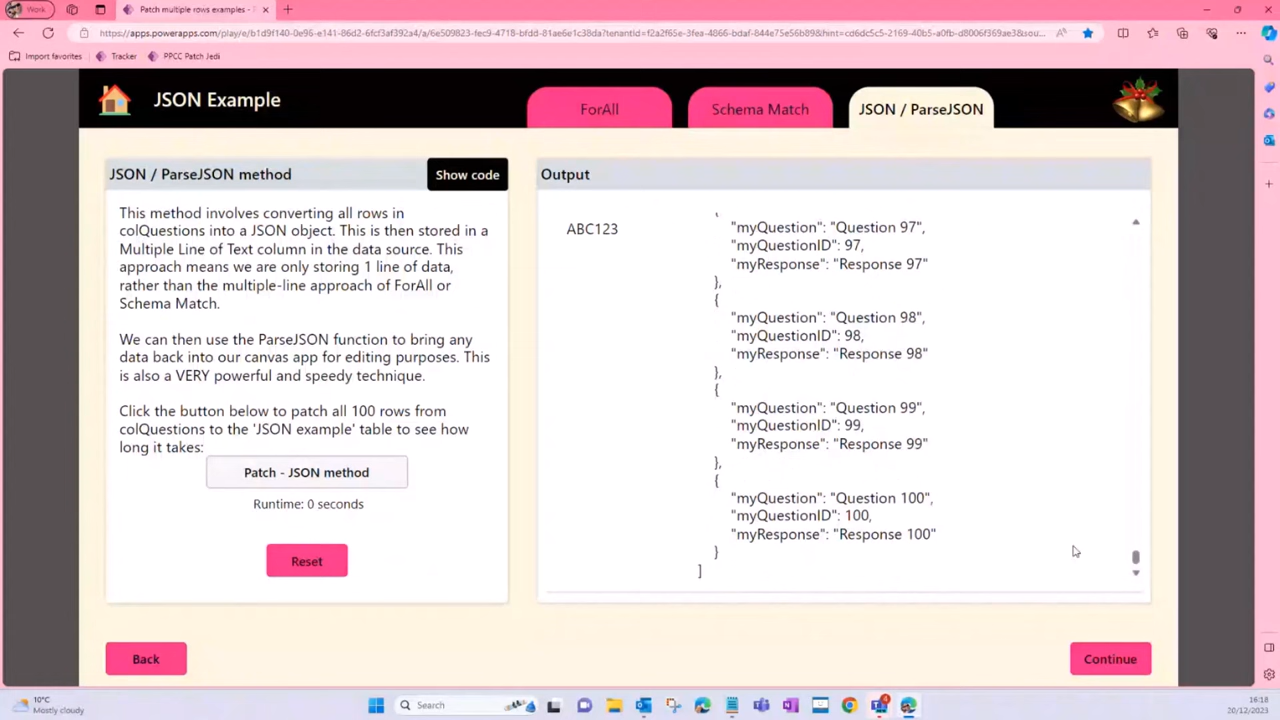 Work
Patch multiple rows examples -
https://apps.powerapps.com/play/e/b1d9f140-0e96-e141-86d2-6fcf3af392a4/a/6e509823-fec9-4718-bfdd-81ae6e1c38da?tenantId=f2a2f65e-3fea-4866-bdaf-844e75e56b89&hint=cd6dc5c5-2169-40b5-a0fb-d8006f369ae3&sou...
Import favorites
Tracker
PPCC Patch Jedi
JSON Example
ForAll
Schema Match
JSON / ParseJSON
JSON / ParseJSON method
Show code
This method involves converting all rows in
colQuestions into a JSON object. This is then stored in a
Multiple Line of Text column in the data source. This
approach means we are only storing 1 line of data,
rather than the multiple-line approach of ForAll or
Schema Match.
We can then use the ParseJSON function to bring any
data back into our canvas app for editing purposes. This
is also a VERY powerful and speedy technique.
Click the button below to patch all 100 rows from
colQuestions to the 'JSON example' table to see how
long it takes:
Patch - JSON method
Runtime: 0 seconds
Reset
Output
ABC123
{
"myQuestion": "Question 97",
"myQuestionID": 97,
"myResponse": "Response 97"
},
{
"myQuestion": "Question 98",
"myQuestionID": 98,
"myResponse": "Response 98"
},
{
"myQuestion": "Question 99",
"myQuestionID": 99,
"myResponse": "Response 99"
},
{
"myQuestion": "Question 100",
"myQuestionID": 100,
"myResponse": "Response 100"
}
]
Back
Continue
10°C
Mostly cloudy
Search
4
16:18
20/12/2023